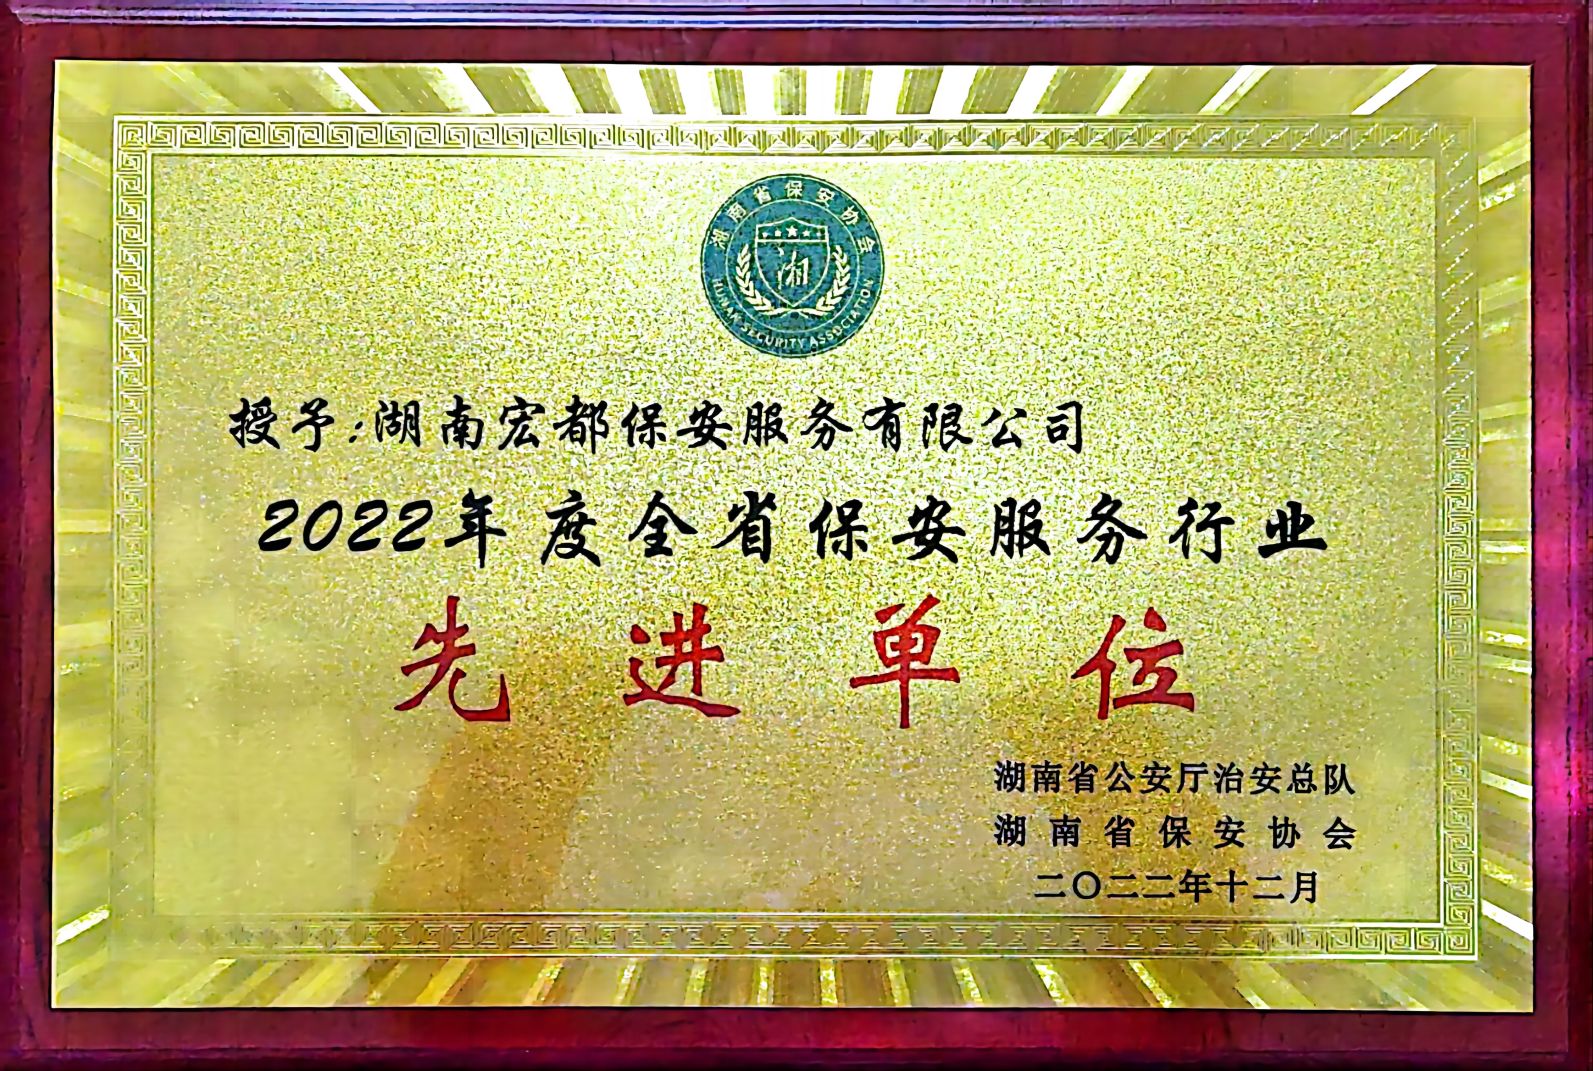 湖南省保安协会
湘
HUNAN SECURITY ASSOCIATION
授予:湖南宏都保安服务有限公司
2022年度全省保安服务行业
先进单位
湖南省公安厅治安总队
湖南省保安协会
二〇二二年十二月